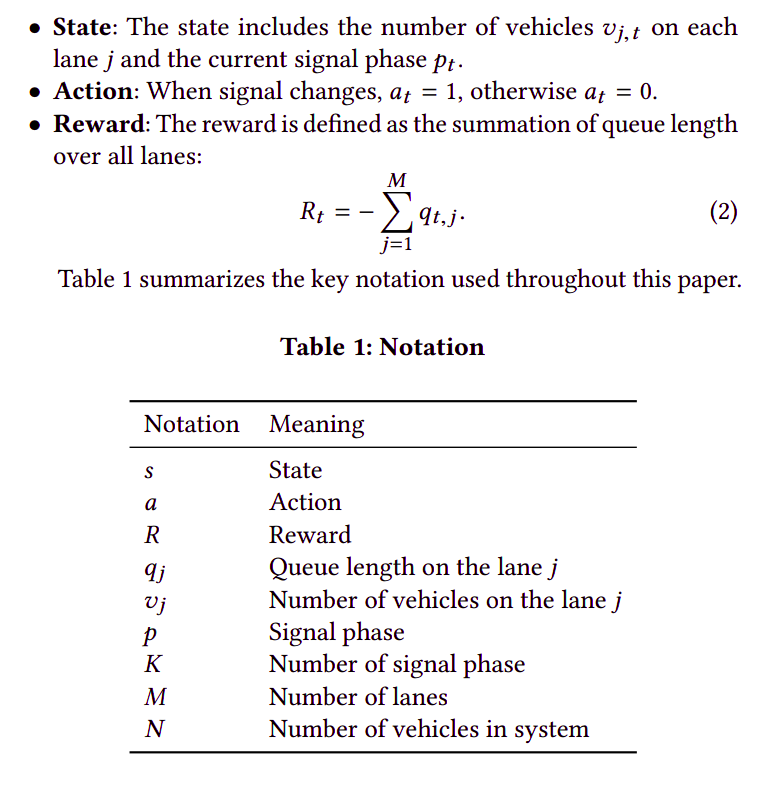 • State: The state includes the number of vehicles v_{j,t} on each
lane j and the current signal phase p_t.
• Action: When signal changes, a_t = 1, otherwise a_t = 0.
• Reward: The reward is defined as the summation of queue length
over all lanes:
R_t = − \sum_{j=1}^{M} q_{t,j}. (2)
Table 1 summarizes the key notation used throughout this paper.
Table 1: Notation
Notation Meaning
s State
a Action
R Reward
q_j Queue length on the lane j
v_j Number of vehicles on the lane j
p Signal phase
K Number of signal phase
M Number of lanes
N Number of vehicles in system